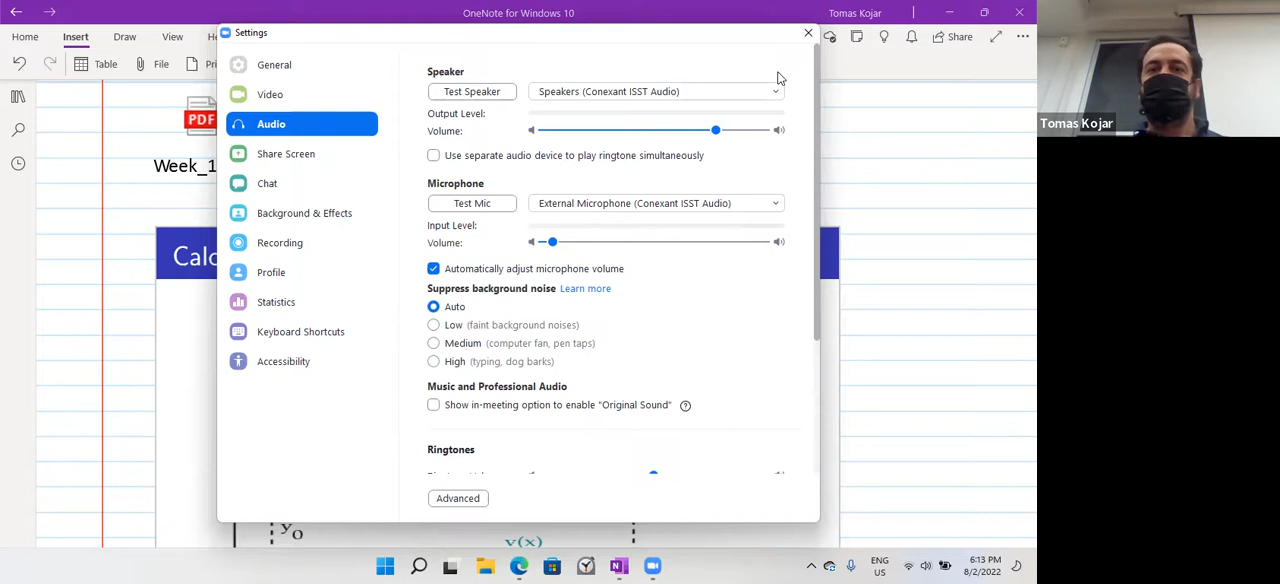 OneNote for Windows 10
Tomas Kojar
Home
Insert
Draw
View
Table
File
Share
PDF
Week_1
Calc
Settings
General
Video
Audio
Share Screen
Chat
Background & Effects
Recording
Profile
Statistics
Keyboard Shortcuts
Accessibility
Speaker
Test Speaker
Speakers (Conexant ISST Audio)
Output Level:
Volume:
Use separate audio device to play ringtone simultaneously
Microphone
Test Mic
External Microphone (Conexant ISST Audio)
Input Level:
Volume:
Automatically adjust microphone volume
Suppress background noise Learn more
Auto
Low (faint background noises)
Medium (computer fan, pen taps)
High (typing, dog barks)
Music and Professional Audio
Show in-meeting option to enable "Original Sound"
Ringtones
Advanced
y₀
v(x)
ENG
US
6:13 PM
8/2/2022
Tomas Kojar